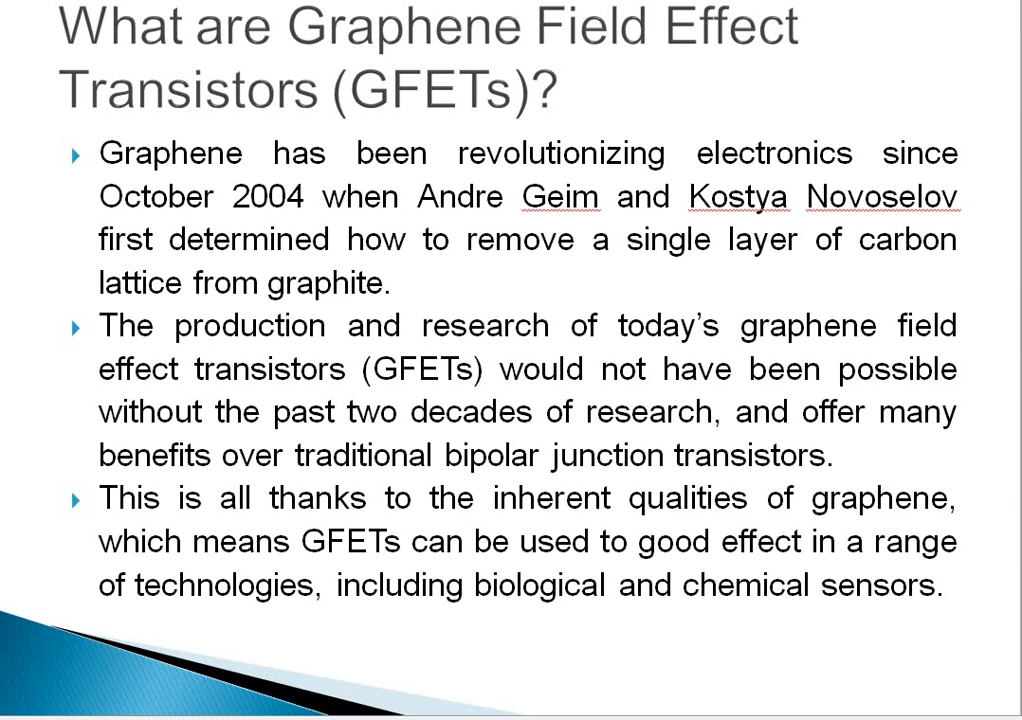 What are Graphene Field Effect
Transistors (GFETs)?
Graphene has been revolutionizing electronics since
October 2004 when Andre Geim and Kostya Novoselov
first determined how to remove a single layer of carbon
lattice from graphite.
The production and research of today’s graphene field
effect transistors (GFETs) would not have been possible
without the past two decades of research, and offer many
benefits over traditional bipolar junction transistors.
This is all thanks to the inherent qualities of graphene,
which means GFETs can be used to good effect in a range
of technologies, including biological and chemical sensors.